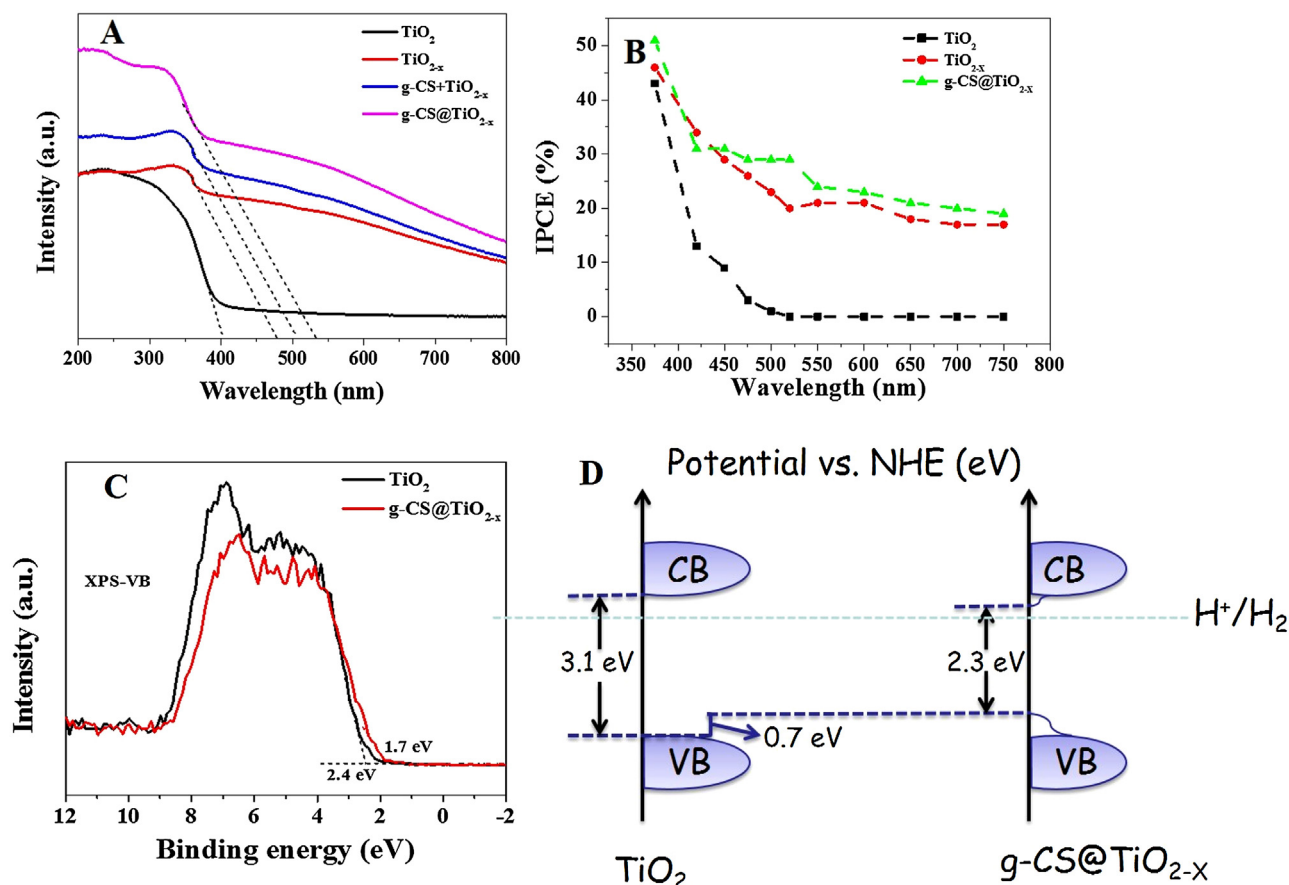 A
TiO2
TiO2-x
g-CS+TiO2-x
g-CS@TiO2-x
Intensity (a.u.)
200 300 400 500 600 700 800
Wavelength (nm)
B
TiO2
TiO2-X
g-CS@TiO2-X
IPCE (%)
50
40
30
20
10
0
350 400 450 500 550 600 650 700 750 800
Wavelength (nm)
C
TiO2
g-CS@TiO2-x
XPS-VB
Intensity (a.u.)
1.7 eV
2.4 eV
12 10 8 6 4 2 0 -2
Binding energy (eV)
D
Potential vs. NHE (eV)
CB
CB
H+/H2
3.1 eV
2.3 eV
0.7 eV
VB
VB
TiO2
g-CS@TiO2-X